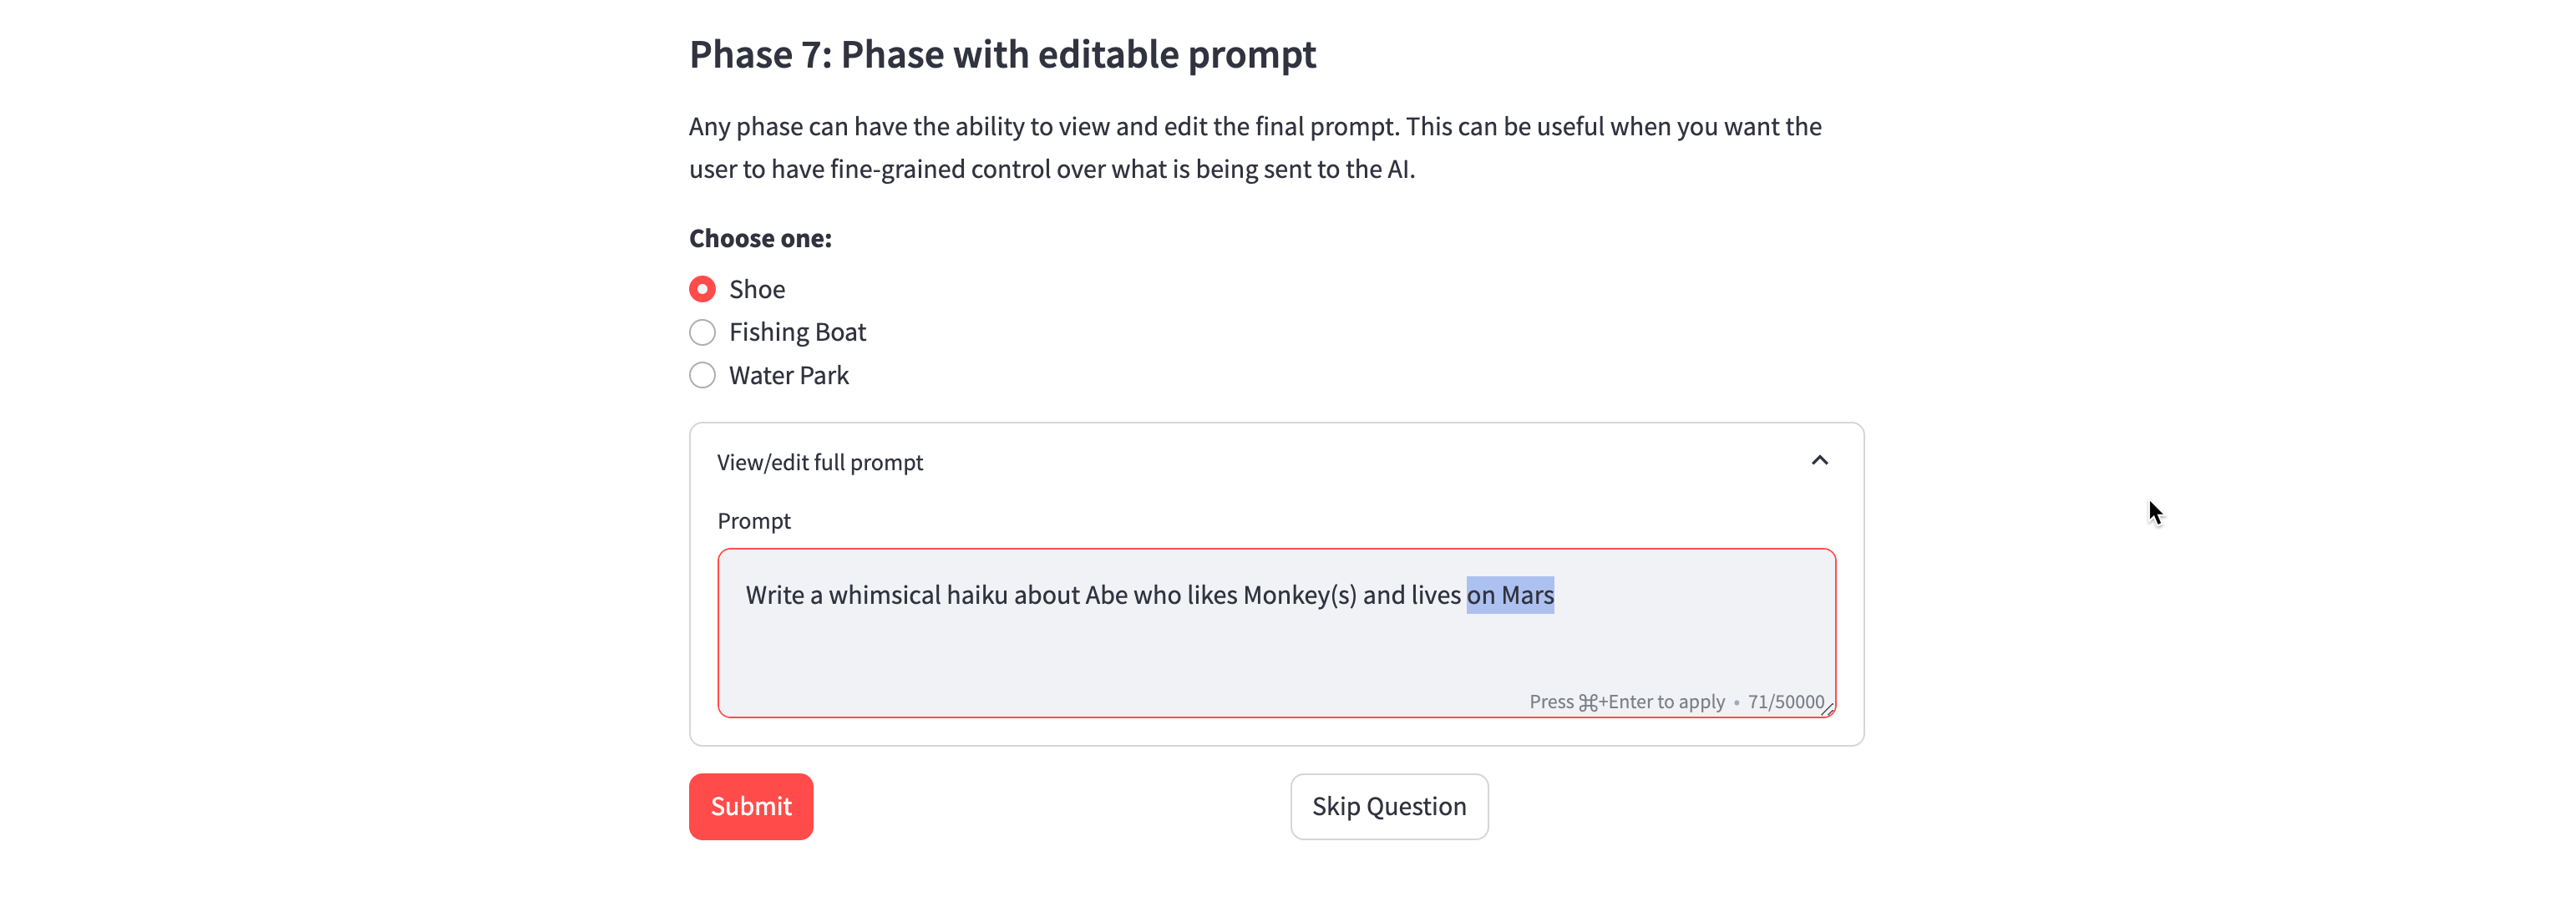 Phase 7: Phase with editable prompt
Any phase can have the ability to view and edit the final prompt. This can be useful when you want the
user to have fine-grained control over what is being sent to the AI.
Choose one:
Shoe
Fishing Boat
Water Park
View/edit full prompt
Prompt
Write a whimsical haiku about Abe who likes Monkey(s) and lives on Mars
Press ⌘+Enter to apply • 71/50000
Submit
Skip Question